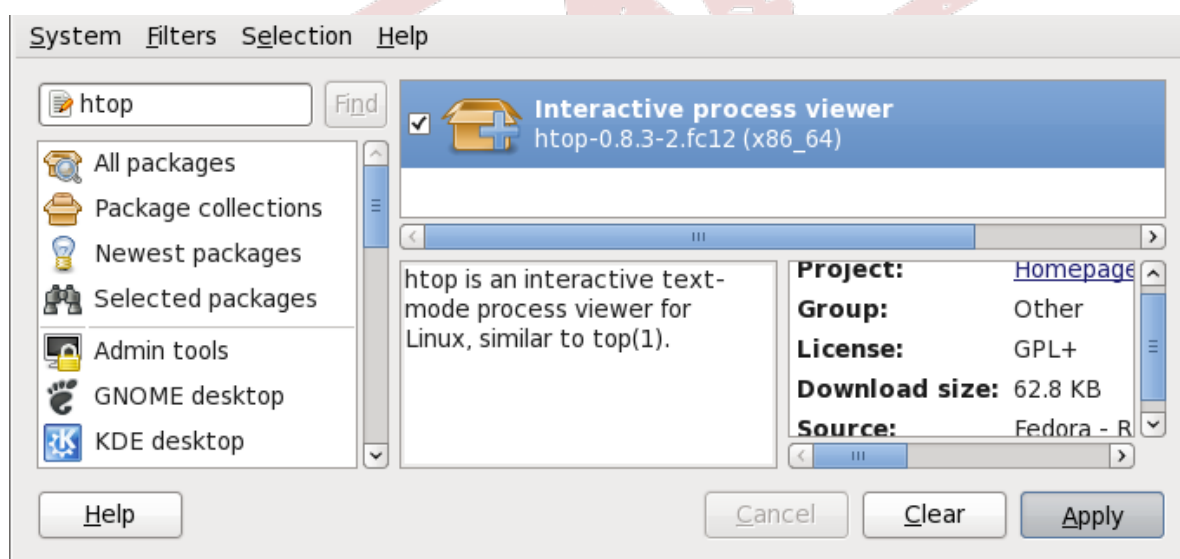 System Filters Selection Help
htop
Find
All packages
Package collections
Newest packages
Selected packages
Admin tools
GNOME desktop
KDE desktop
Interactive process viewer
htop-0.8.3-2.fc12 (x86_64)
htop is an interactive text-
mode process viewer for
Linux, similar to top(1).
Project: Homepage
Group: Other
License: GPL+
Download size: 62.8 KB
Source: Fedora - R
Help
Cancel
Clear
Apply